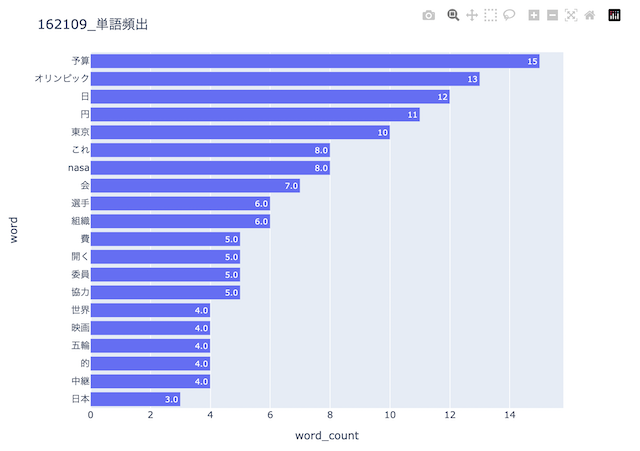 162109_単語頻出
予算 15
オリンピック 13
日 12
円 11
東京 10
これ 8.0
nasa 8.0
会 7.0
選手 6.0
組織 6.0
費 5.0
開く 5.0
委員 5.0
協力 5.0
世界 4.0
映画 4.0
五輪 4.0
的 4.0
中継 4.0
日本 3.0
0 2 4 6 8 10 12 14
word_count
word